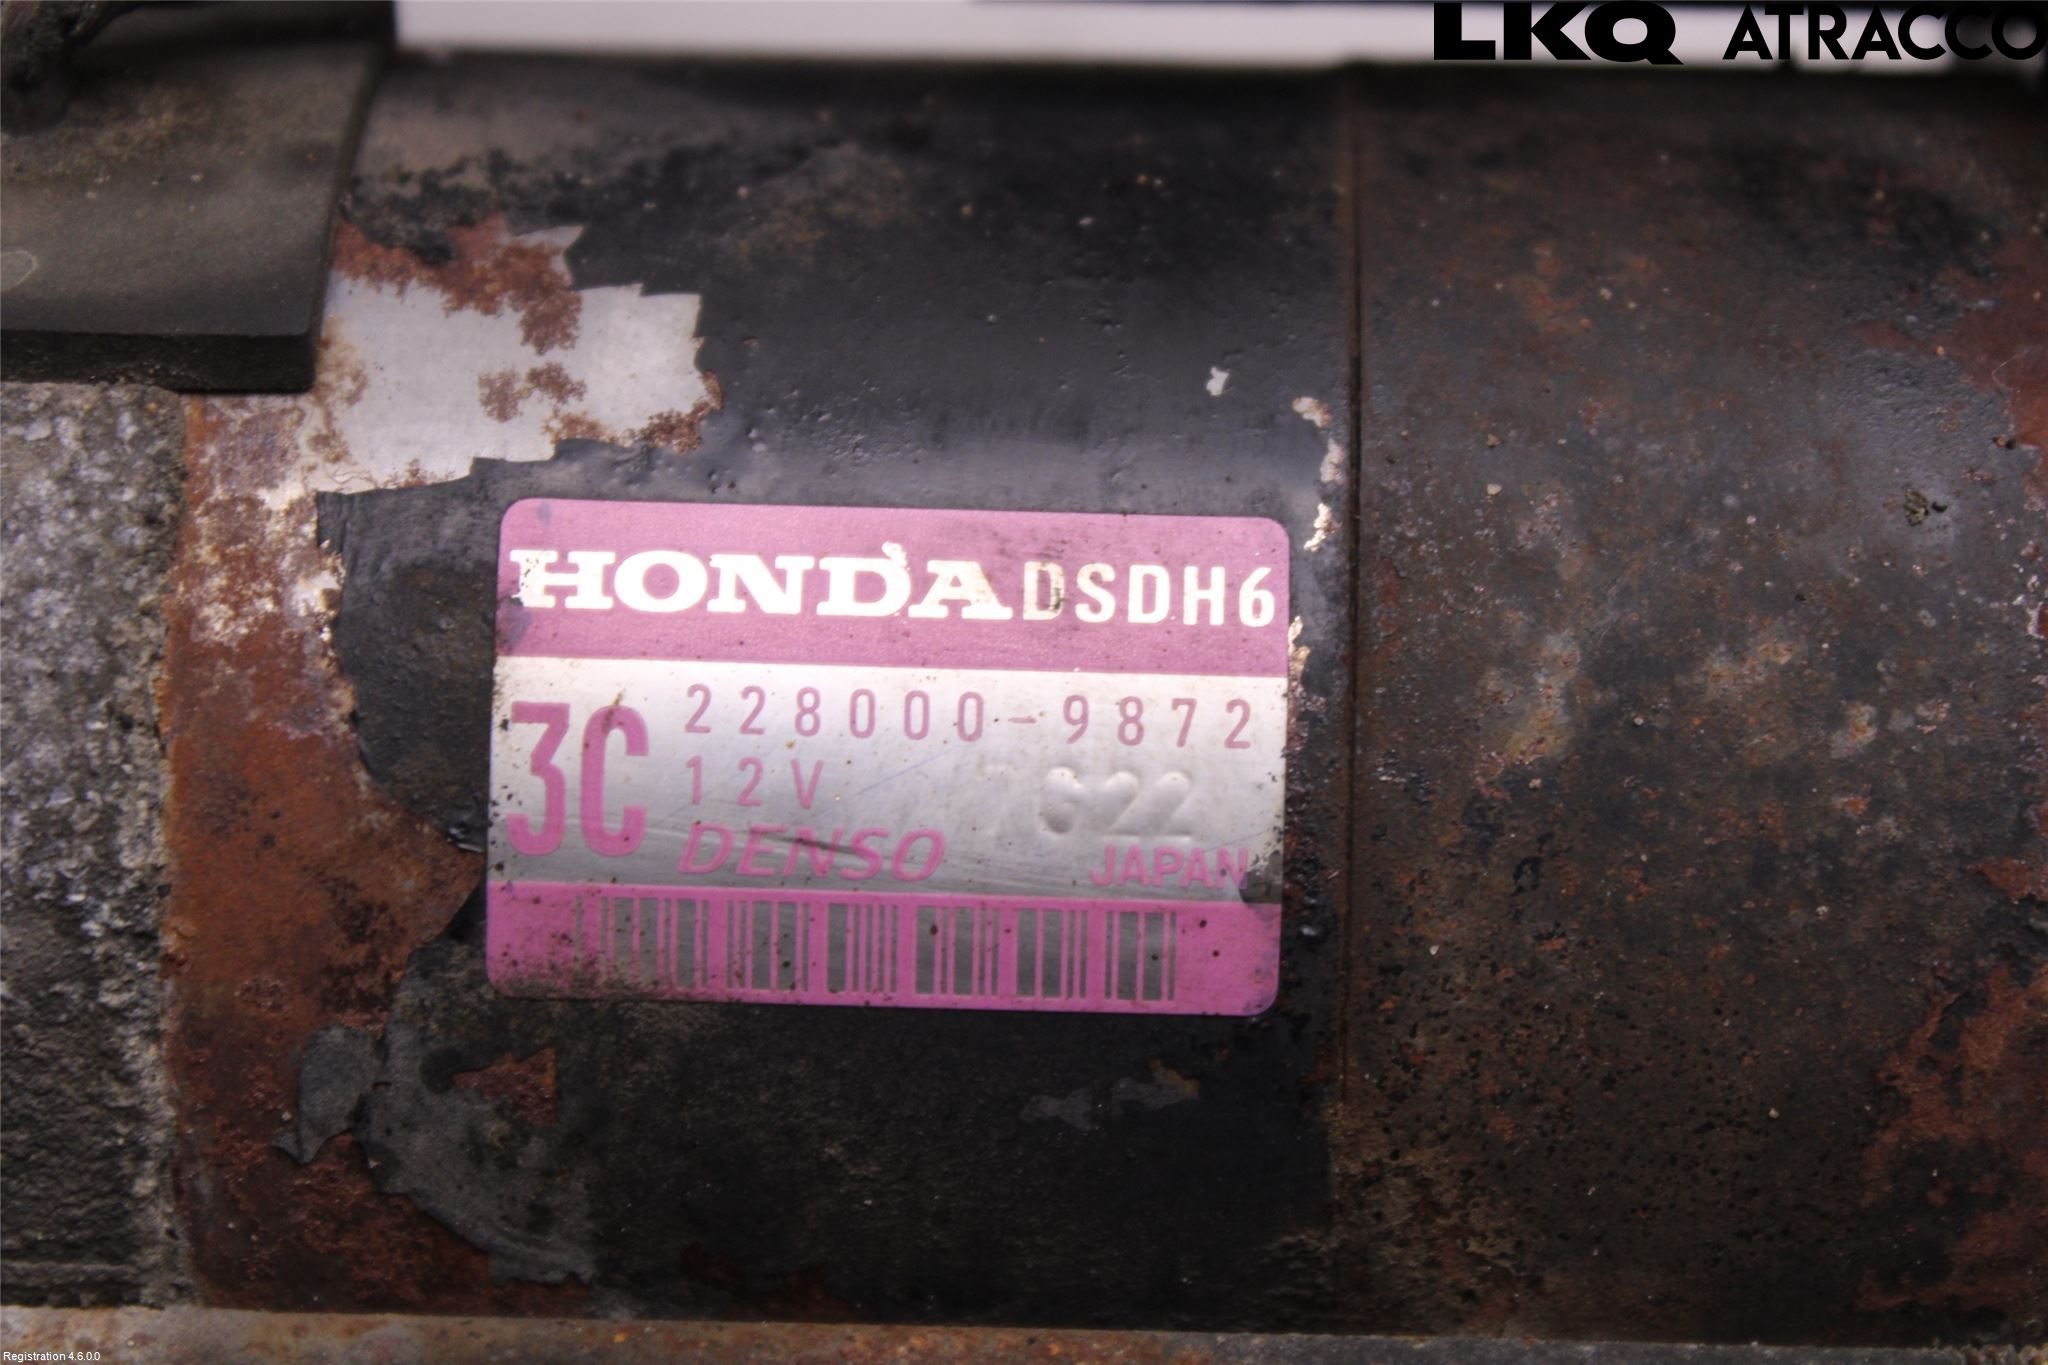 LKQ ATRACCO
HONDA DSDH6
3C
228000-9872
12V
622
DENSO
JAPAN
Registration 4.6.0.0